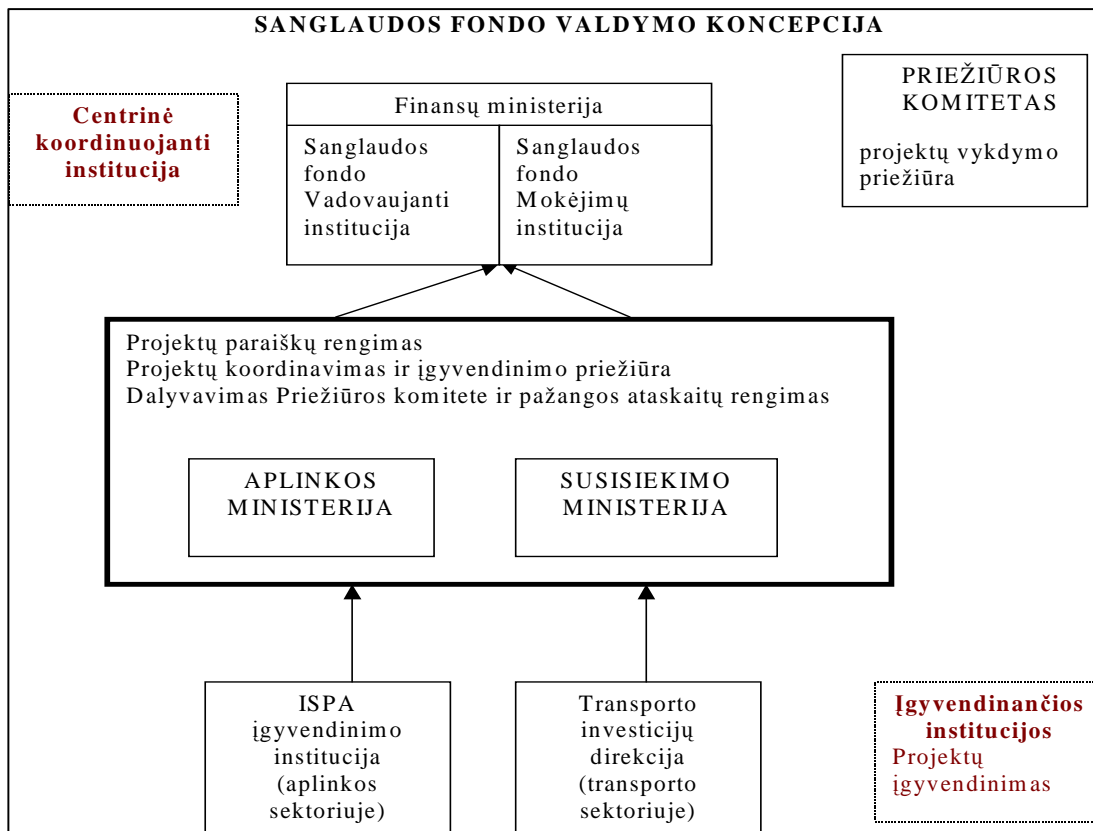 SANGLAUDOS FONDO VALDYMO KONCEPCIJA
Centrinė
koordinuojanti
institucija
Finansų ministerija
Sanglaudos
fondo
Vadovaujanti
institucija
Sanglaudos
fondo
Mokėjimų
institucija
PRIEŽIŪROS
KOMITETAS
projektų vykdymo
priežiūra
Projektų paraiškų rengimas
Projektų koordinavimas ir įgyvendinimo priežiūra
Dalyvavimas Priežiūros komitete ir pažangos ataskaitų rengimas
APLINKOS
MINISTERIJA
SUSISIEKIMO
MINISTERIJA
ISPA
įgyvendinimo
institucija
(aplinkos
sektoriuje)
Transporto
investicijų
direkcija
(transporto
sektoriuje)
Įgyvendinančios
institucijos
Projektų
įgyvendinimas